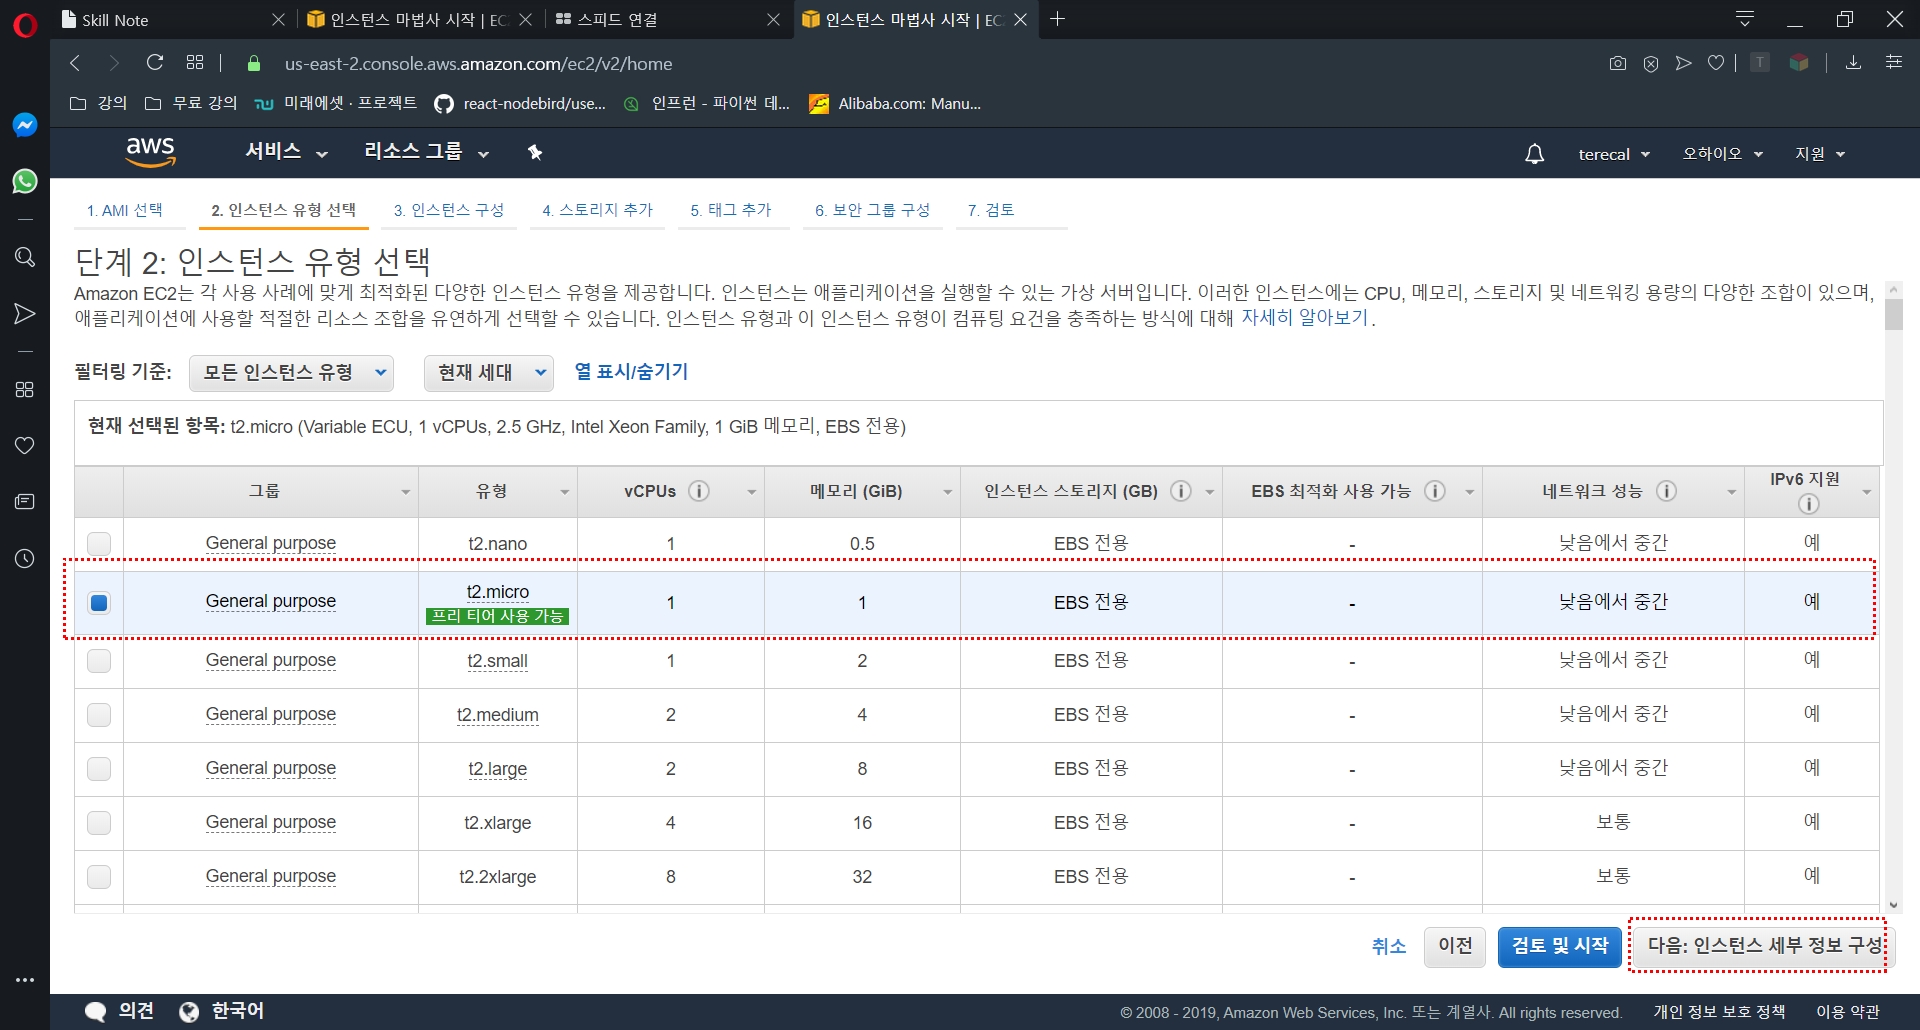 Skill Note
인스턴스 마법사 시작 | EC
스피드 연결
인스턴스 마법사 시작 | EC
us-east-2.console.aws.amazon.com/ec2/v2/home
T
강의
무료 강의
미래에셋 · 프로젝트
react-nodebird/use...
인프런 - 파이썬 데...
Alibaba.com: Manu...
aws
서비스
리소스 그룹
terecal
오하이오
지원
1. AMI 선택
2. 인스턴스 유형 선택
3. 인스턴스 구성
4. 스토리지 추가
5. 태그 추가
6. 보안 그룹 구성
7. 검토
단계 2: 인스턴스 유형 선택
Amazon EC2는 각 사용 사례에 맞게 최적화된 다양한 인스턴스 유형을 제공합니다. 인스턴스는 애플리케이션을 실행할 수 있는 가상 서버입니다. 이러한 인스턴스에는 CPU, 메모리, 스토리지 및 네트워킹 용량의 다양한 조합이 있으며,
애플리케이션에 사용할 적절한 리소스 조합을 유연하게 선택할 수 있습니다. 인스턴스 유형과 이 인스턴스 유형이 컴퓨팅 요건을 충족하는 방식에 대해 자세히 알아보기.
필터링 기준: 모든 인스턴스 유형 현재 세대 열 표시/숨기기
현재 선택된 항목: t2.micro (Variable ECU, 1 vCPUs, 2.5 GHz, Intel Xeon Family, 1 GiB 메모리, EBS 전용)
그룹 유형 vCPUs 메모리 (GiB) 인스턴스 스토리지 (GB) EBS 최적화 사용 가능 네트워크 성능 IPv6 지원
General purpose t2.nano 1 0.5 EBS 전용 - 낮음에서 중간 예
General purpose t2.micro 1 1 EBS 전용 - 낮음에서 중간 예
프리 티어 사용 가능
General purpose t2.small 1 2 EBS 전용 - 낮음에서 중간 예
General purpose t2.medium 2 4 EBS 전용 - 낮음에서 중간 예
General purpose t2.large 2 8 EBS 전용 - 낮음에서 중간 예
General purpose t2.xlarge 4 16 EBS 전용 - 보통 예
General purpose t2.2xlarge 8 32 EBS 전용 - 보통 예
취소 이전 검토 및 시작 다음: 인스턴스 세부 정보 구성
의견 한국어 © 2008 - 2019, Amazon Web Services, Inc. 또는 계열사. All rights reserved. 개인 정보 보호 정책 이용 약관